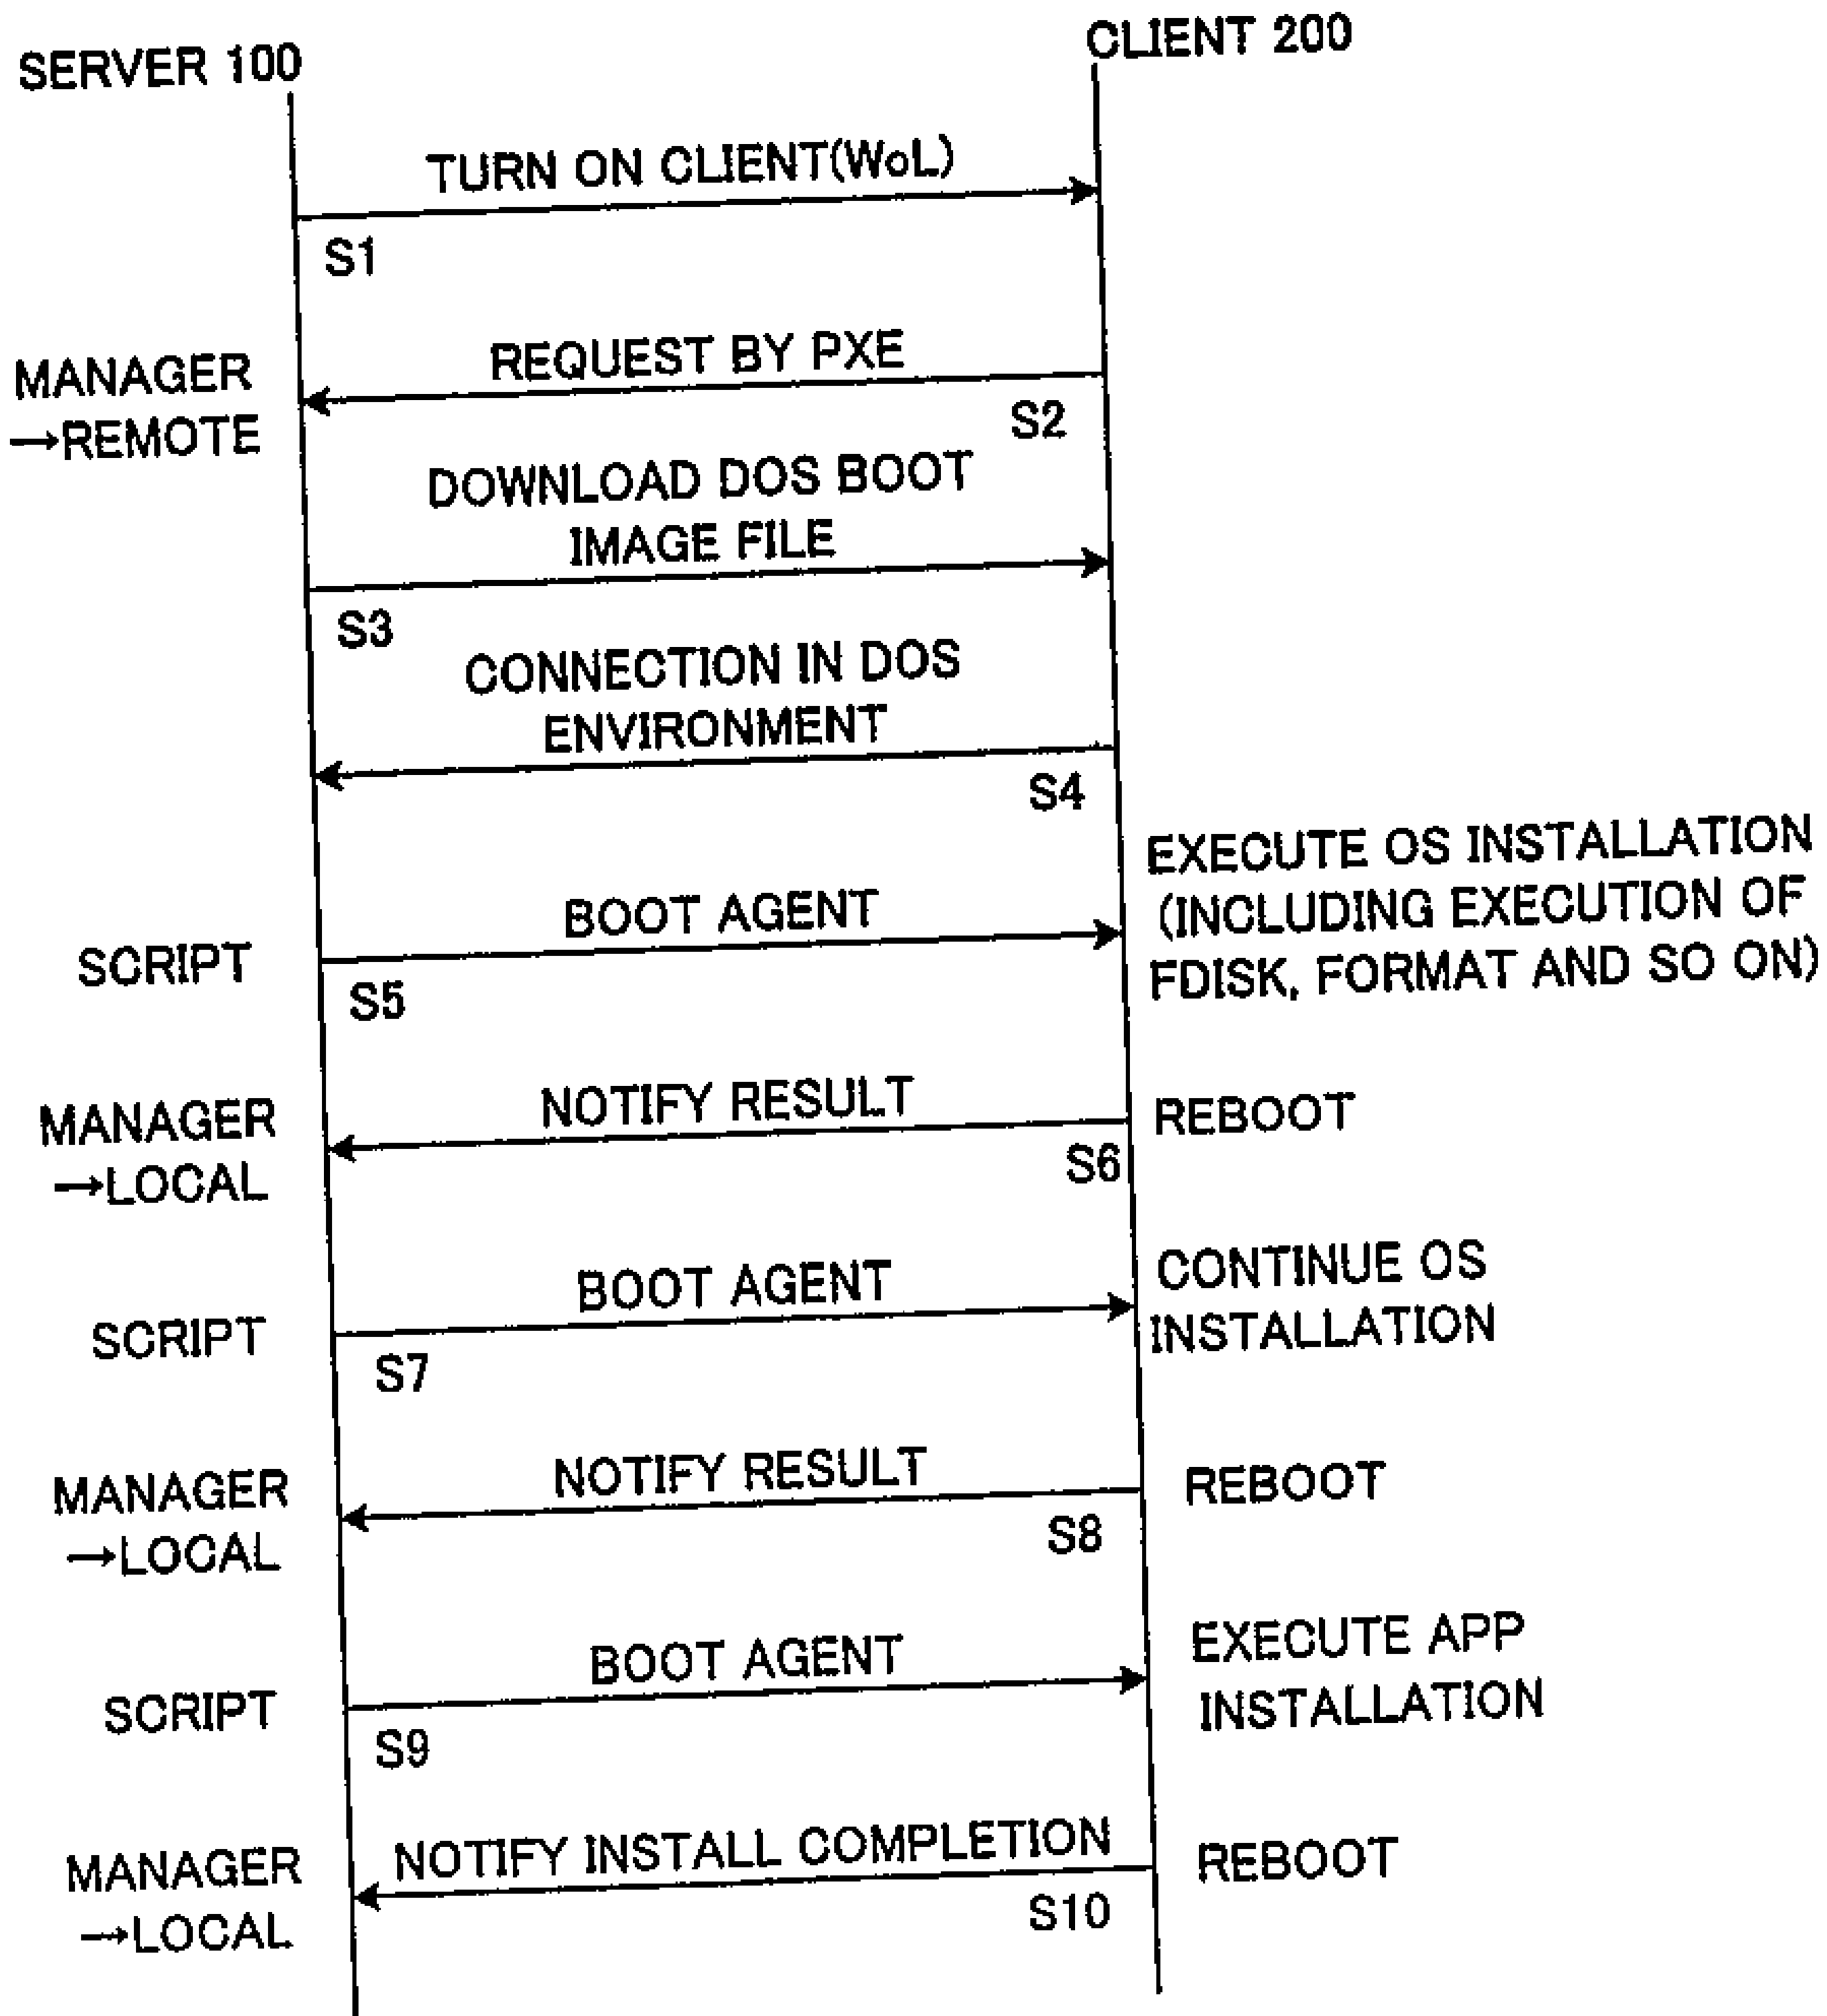 SERVER 100
CLIENT 200
TURN ON CLIENT(WoL)
S1
REQUEST BY PXE
MANAGER
→REMOTE
S2
DOWNLOAD DOS BOOT
IMAGE FILE
S3
CONNECTION IN DOS
ENVIRONMENT
S4
EXECUTE OS INSTALLATION
(INCLUDING EXECUTION OF
FDISK, FORMAT AND SO ON)
BOOT AGENT
SCRIPT
S5
NOTIFY RESULT
REBOOT
MANAGER
→LOCAL
S6
BOOT AGENT
CONTINUE OS
INSTALLATION
SCRIPT
S7
NOTIFY RESULT
REBOOT
MANAGER
→LOCAL
S8
BOOT AGENT
EXECUTE APP
INSTALLATION
SCRIPT
S9
NOTIFY INSTALL COMPLETION
REBOOT
MANAGER
→LOCAL
S10